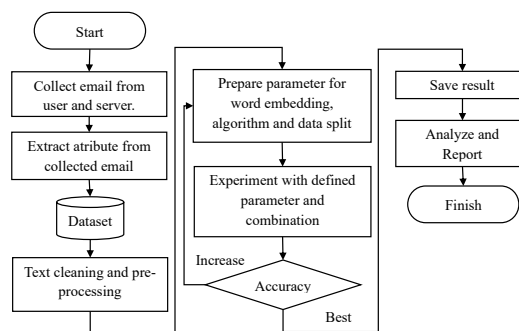 Start
Collect email from
user and server.
Extract atribute from
collected email
Dataset
Text cleaning and pre-
processing
Prepare parameter for
word embedding,
algorithm and data split
Experiment with defined
parameter and
combination
Increase
Accuracy
Best
Save result
Analyze and
Report
Finish